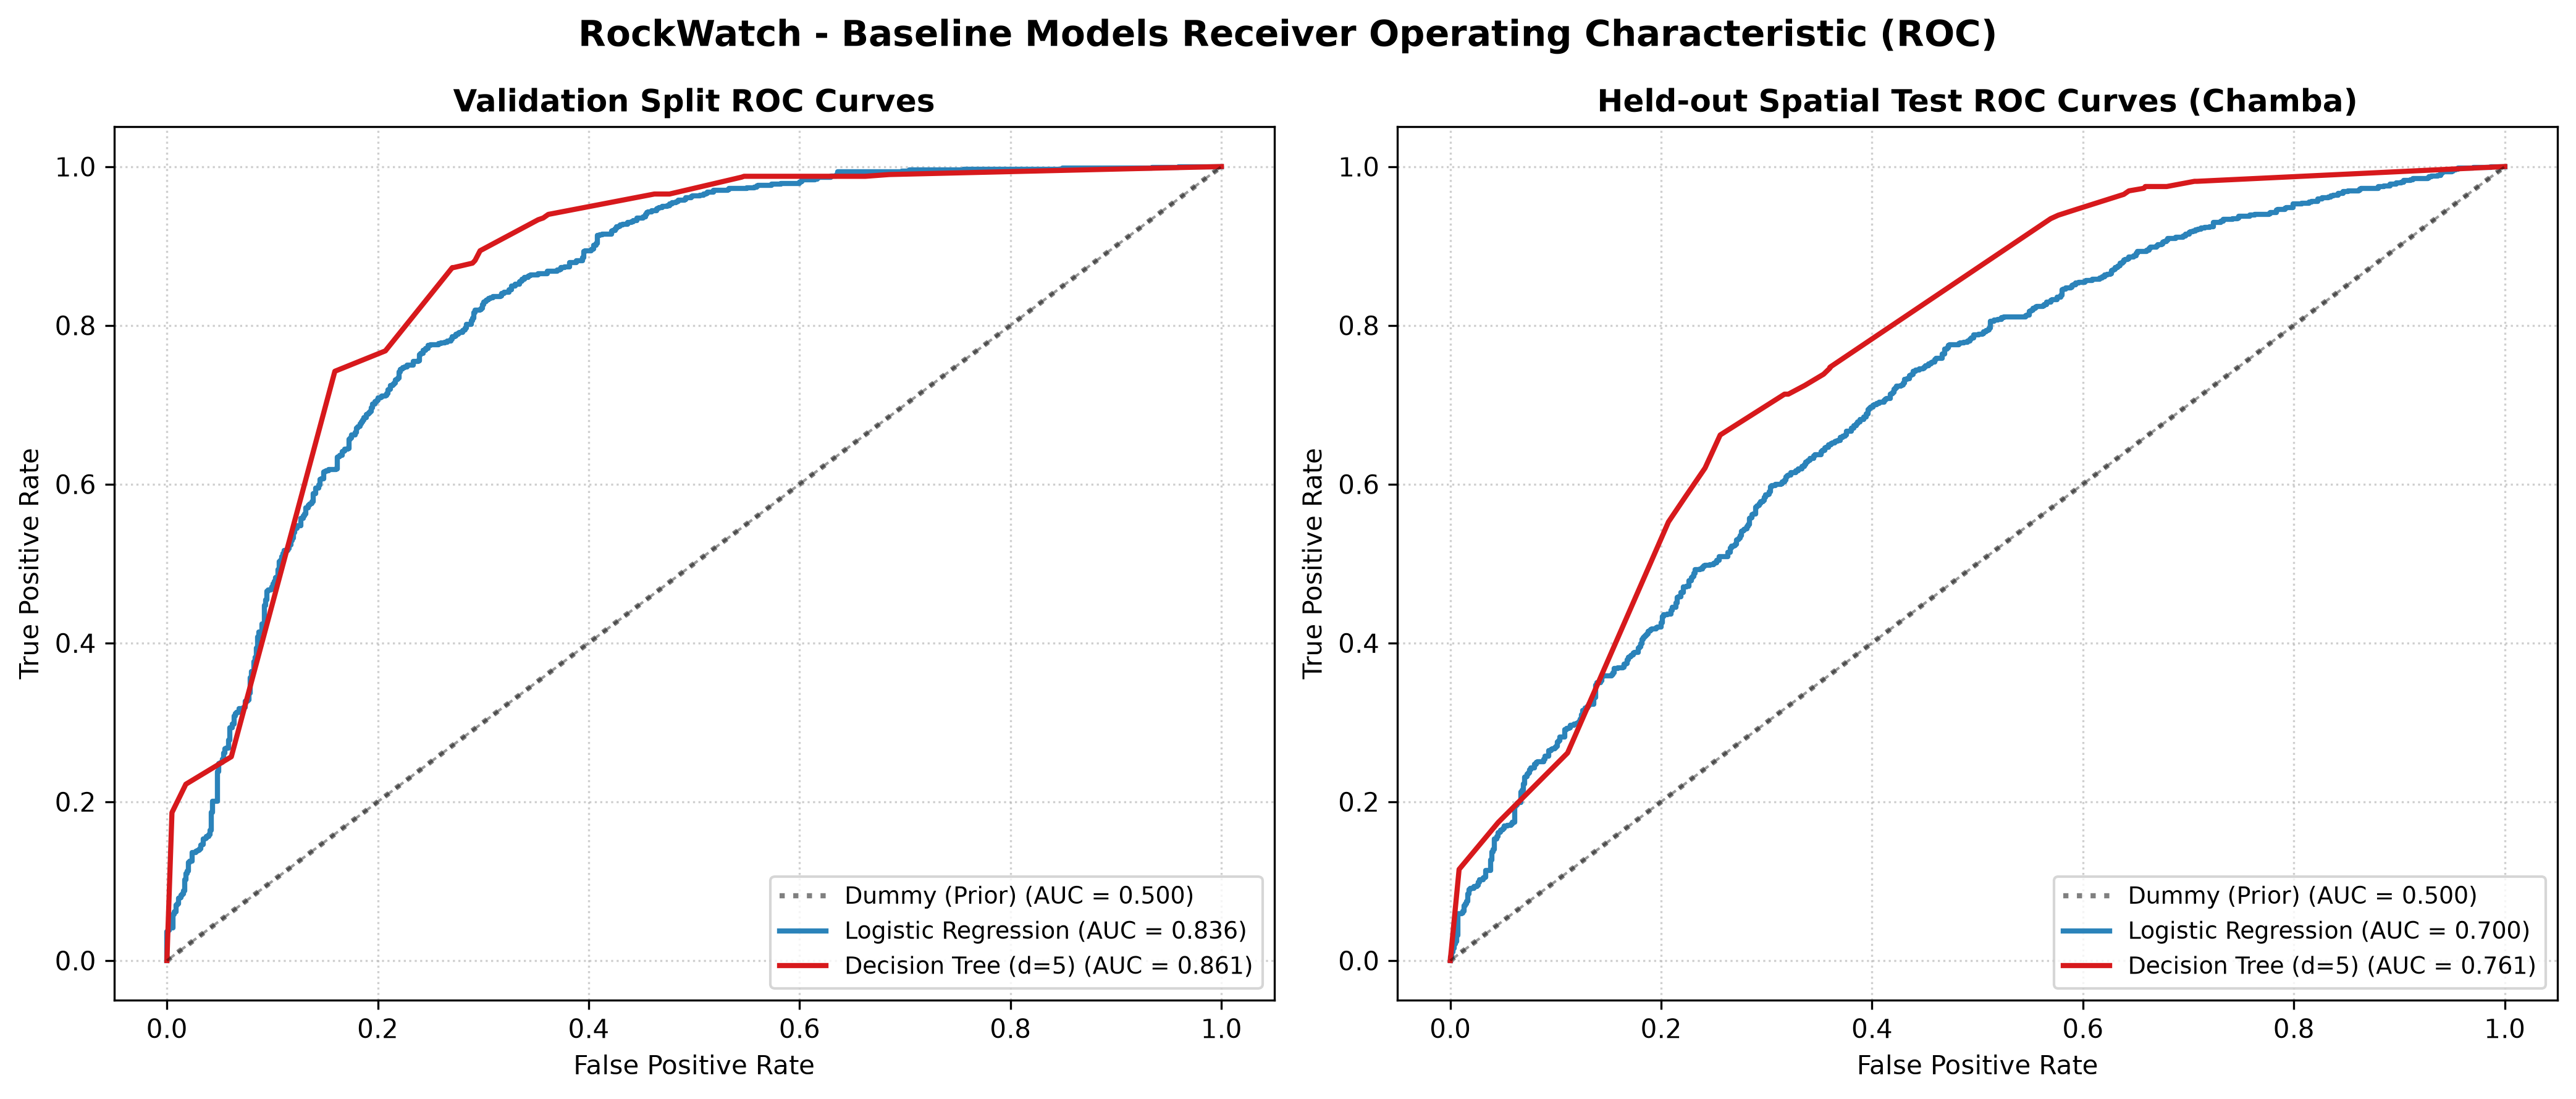 RockWatch - Baseline Models Receiver Operating Characteristic (ROC)
Validation Split ROC Curves
True Positive Rate
1.0
0.8
0.6
0.4
0.2
0.0
Dummy (Prior) (AUC = 0.500)
Logistic Regression (AUC = 0.836)
Decision Tree (d=5) (AUC = 0.861)
0.0 0.2 0.4 0.6 0.8 1.0
False Positive Rate
Held-out Spatial Test ROC Curves (Chamba)
True Positive Rate
1.0
0.8
0.6
0.4
0.2
0.0
Dummy (Prior) (AUC = 0.500)
Logistic Regression (AUC = 0.700)
Decision Tree (d=5) (AUC = 0.761)
0.0 0.2 0.4 0.6 0.8 1.0
False Positive Rate